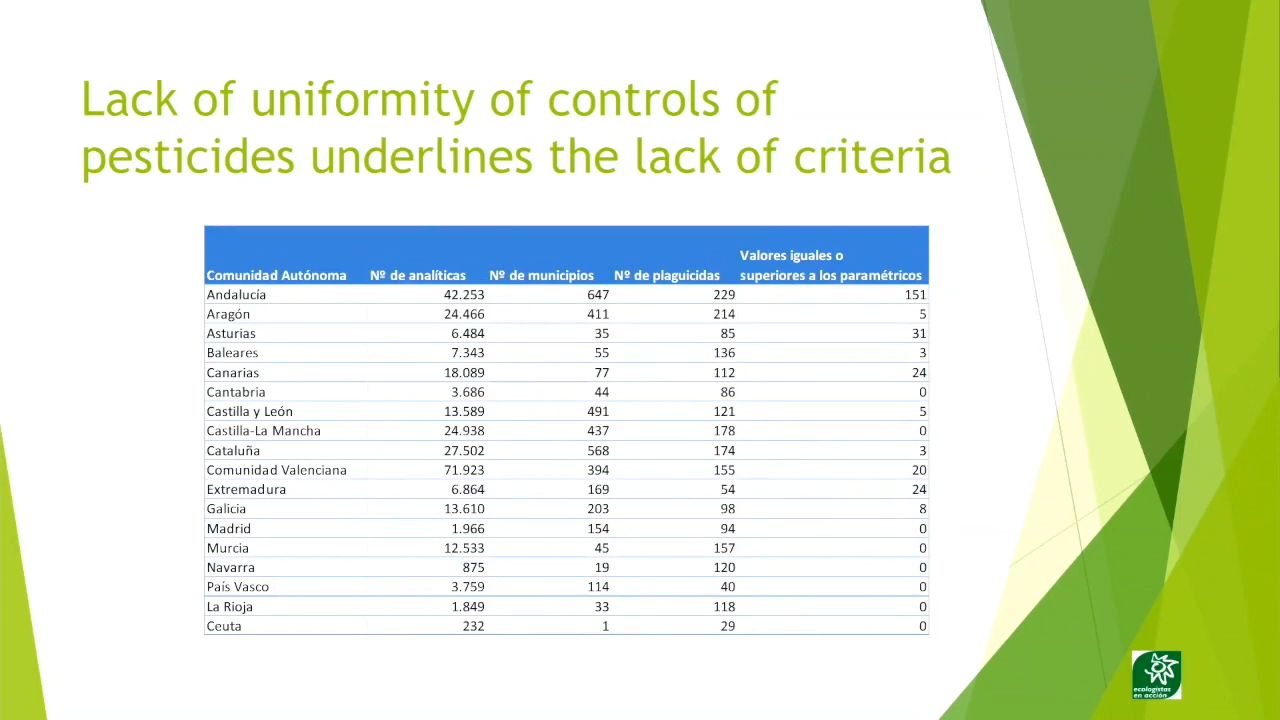 Lack of uniformity of controls of
pesticides underlines the lack of criteria
Comunidad Autónoma Nº de analíticas Nº de municipios Nº de plaguicidas Valores iguales o superiores a los paramétricos
Andalucía 42.253 647 229 151
Aragón 24.466 411 214 5
Asturias 6.484 35 85 31
Baleares 7.343 55 136 3
Canarias 18.089 77 112 24
Cantabria 3.686 44 86 0
Castilla y León 13.589 491 121 5
Castilla-La Mancha 24.938 437 178 0
Cataluña 27.502 568 174 3
Comunidad Valenciana 71.923 394 155 20
Extremadura 6.864 169 54 24
Galicia 13.610 203 98 8
Madrid 1.966 154 94 0
Murcia 12.533 45 157 0
Navarra 875 19 120 0
País Vasco 3.759 114 40 0
La Rioja 1.849 33 118 0
Ceuta 232 1 29 0
ecologistas
en acción